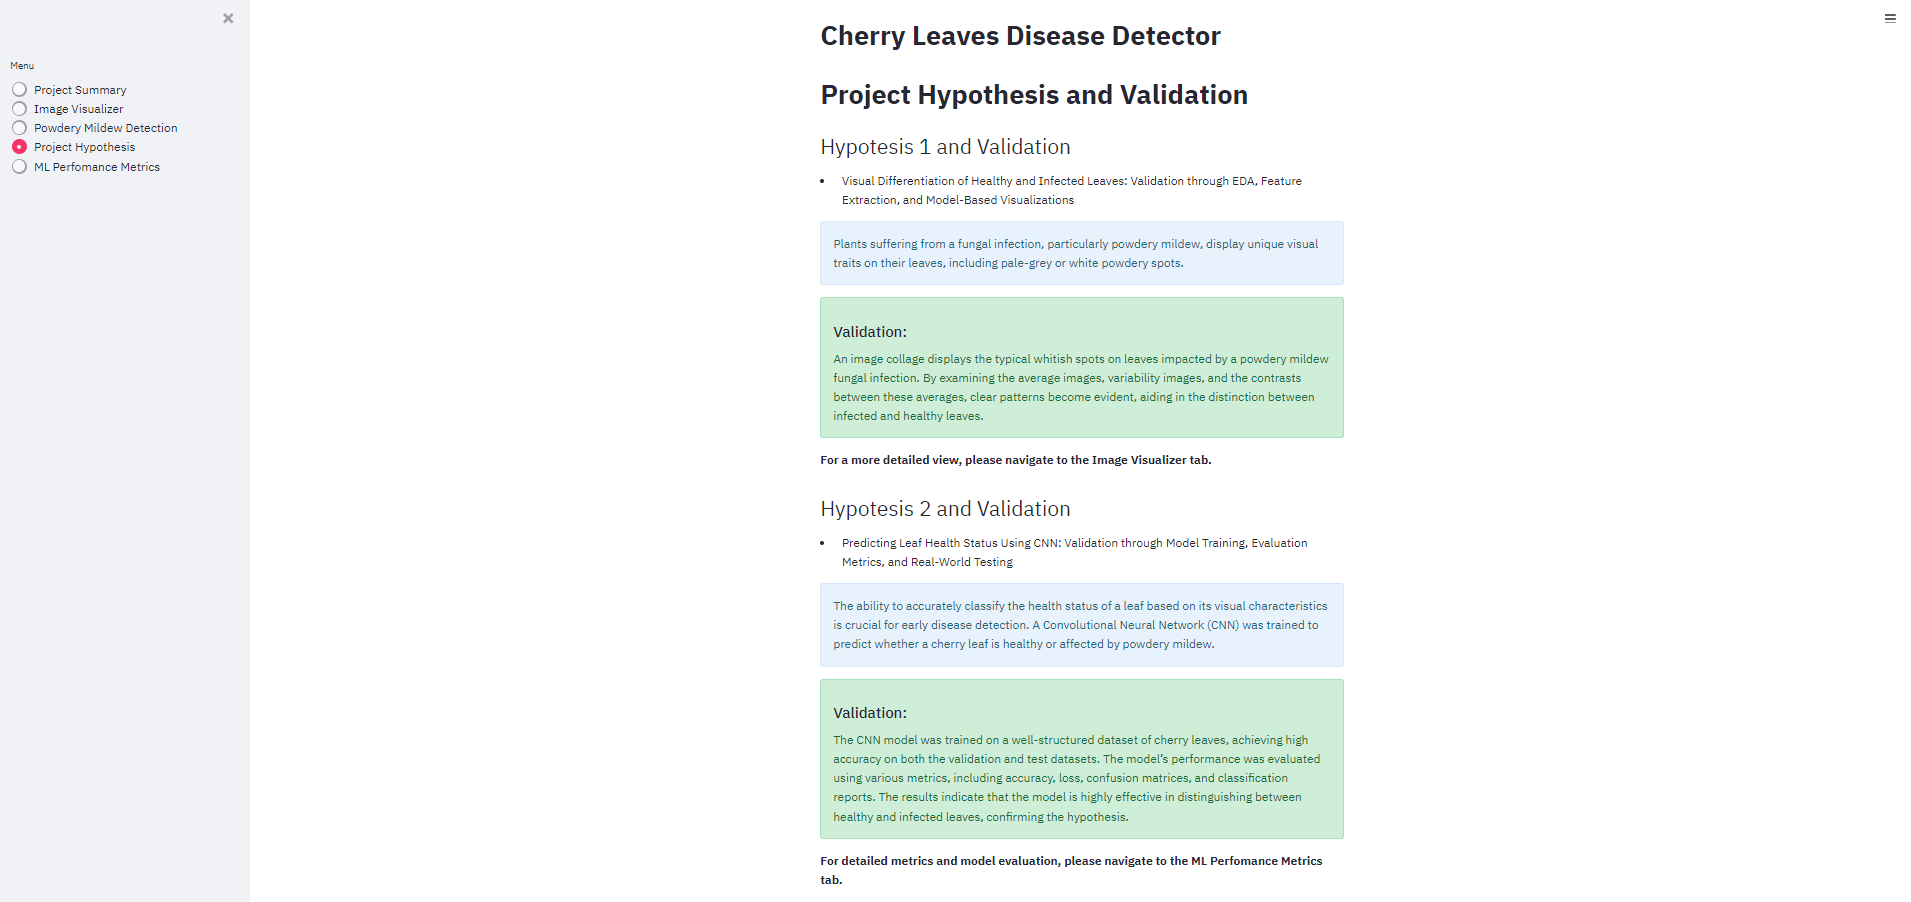 Menu
Project Summary
Image Visualizer
Powdery Mildew Detection
Project Hypothesis
ML Perfomance Metrics
Cherry Leaves Disease Detector
Project Hypothesis and Validation
Hypotesis 1 and Validation
Visual Differentiation of Healthy and Infected Leaves: Validation through EDA, Feature
Extraction, and Model-Based Visualizations
Plants suffering from a fungal infection, particularly powdery mildew, display unique visual
traits on their leaves, including pale-grey or white powdery spots.
Validation:
An image collage displays the typical whitish spots on leaves impacted by a powdery mildew
fungal infection. By examining the average images, variability images, and the contrasts
between these averages, clear patterns become evident, aiding in the distinction between
infected and healthy leaves.
For a more detailed view, please navigate to the Image Visualizer tab.
Hypotesis 2 and Validation
Predicting Leaf Health Status Using CNN: Validation through Model Training, Evaluation
Metrics, and Real-World Testing
The ability to accurately classify the health status of a leaf based on its visual characteristics
is crucial for early disease detection. A Convolutional Neural Network (CNN) was trained to
predict whether a cherry leaf is healthy or affected by powdery mildew.
Validation:
The CNN model was trained on a well-structured dataset of cherry leaves, achieving high
accuracy on both the validation and test datasets. The model's performance was evaluated
using various metrics, including accuracy, loss, confusion matrices, and classification
reports. The results indicate that the model is highly effective in distinguishing between
healthy and infected leaves, confirming the hypothesis.
For detailed metrics and model evaluation, please navigate to the ML Perfomance Metrics
tab.